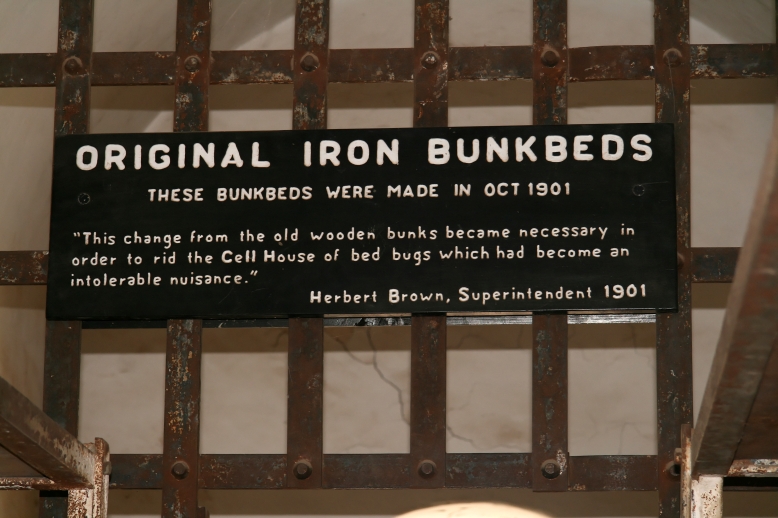 ORIGINAL IRON BUNKBEDS
THESE BUNKBEDS WERE MADE IN OCT 1901
"This change from the old wooden bunks became necessary in
order to rid the Cell House of bed bugs which had become an
intolerable nuisance."
Herbert Brown, Superintendent 1901